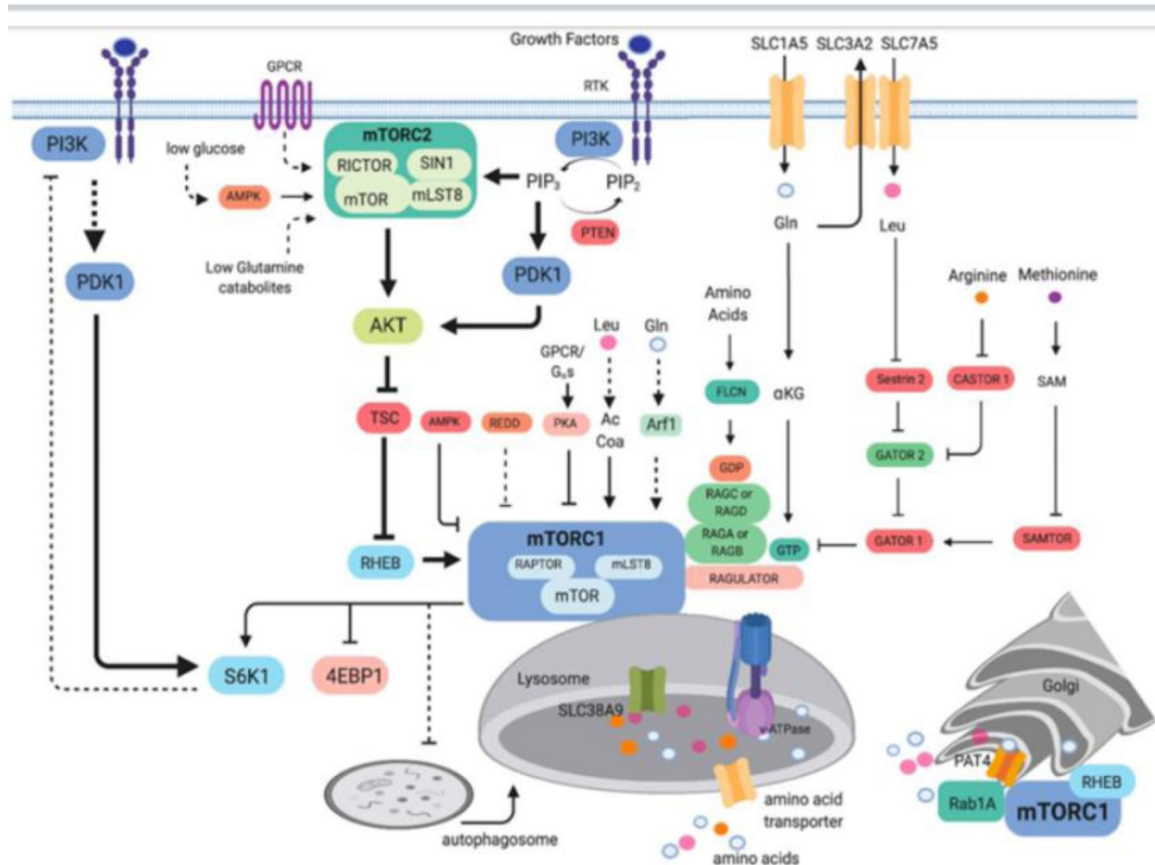 Growth Factors
SLC1A5 SLC3A2 SLC7A5
GPCR
RTK
PI3K
mTORC2
PI3K
low glucose
RICTOR
SIN1
AMPK
mTOR
mLST8
PIP3
PIP2
PTEN
Gln
Leu
Low Glutamine
catabolites
PDK1
PDK1
Arginine
Methionine
Amino
Acids
AKT
Leu
Gln
GPCR/
Gₐs
Sestrin 2
CASTOR 1
SAM
FLCN
αKG
TSC
AMPK
REDD
PKA
Ac
Coa
Arf1
GATOR 2
GDP
RAGC or
RAGD
mTORC1
RAGA or
RAGB
GTP
GATOR 1
SAMTOR
RHEB
RAPTOR
mLST8
RAGULATOR
mTOR
S6K1
4EBP1
Lysosome
SLC38A9
v-ATPase
Golgi
PAT4
RHEB
Rab1A
mTORC1
amino acid
transporter
autophagosome
amino acids